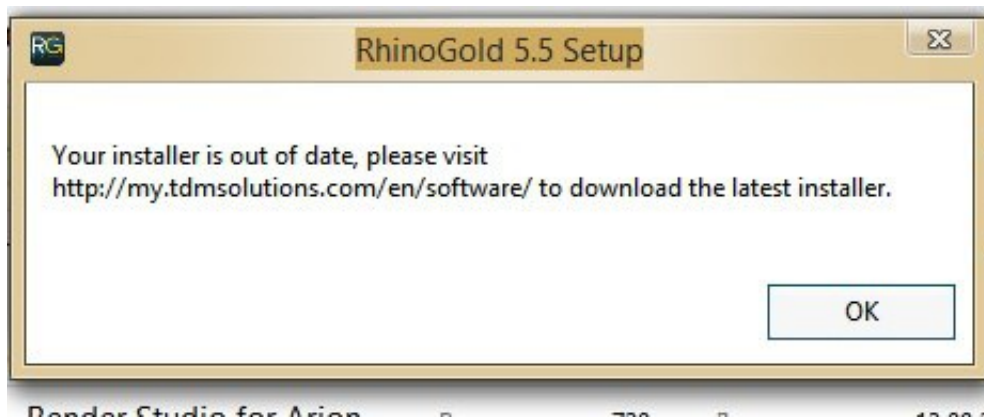 RG
RhinoGold 5.5 Setup
Your installer is out of date, please visit
http://my.tdmsolutions.com/en/software/ to download the latest installer.
OK
Render Studio for Arion